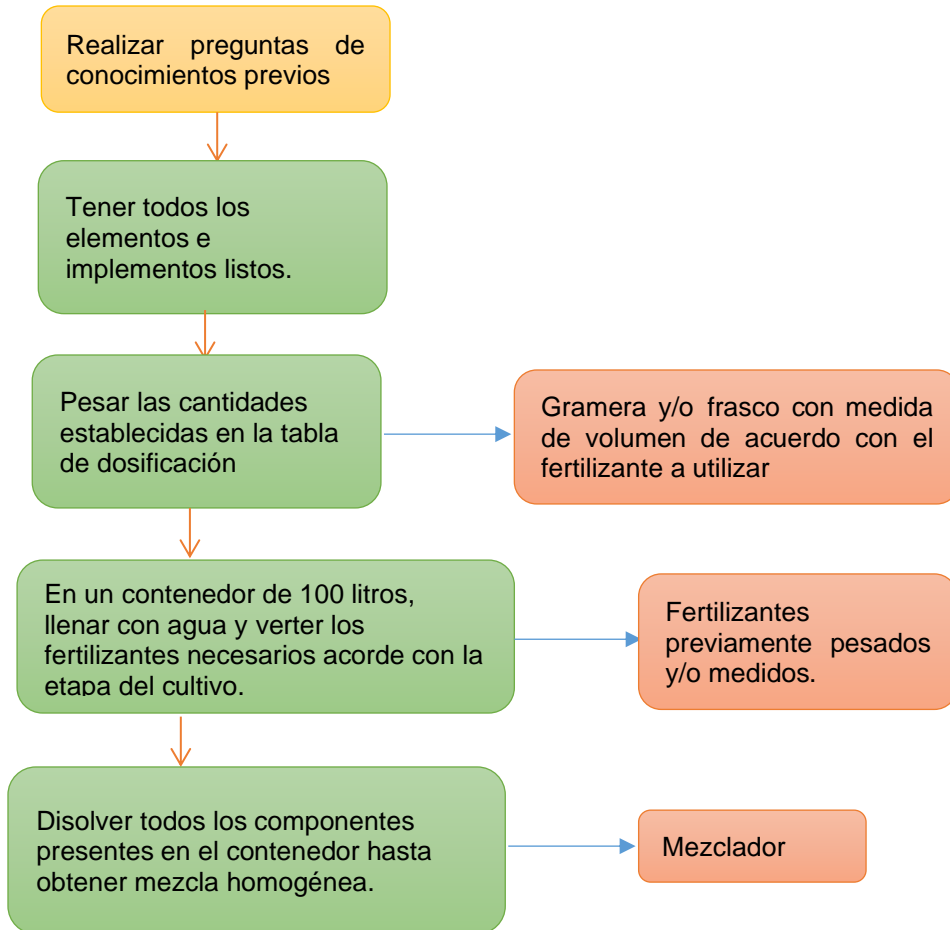 Realizar preguntas de
conocimientos previos
Tener todos los
elementos e
implementos listos.
Pesar las cantidades
establecidas en la tabla
de dosificación
Gramera y/o frasco con medida
de volumen de acuerdo con el
fertilizante a utilizar
En un contenedor de 100 litros,
llenar con agua y verter los
fertilizantes necesarios acorde con la
etapa del cultivo.
Fertilizantes
previamente pesados
y/o medidos.
Disolver todos los componentes
presentes en el contenedor hasta
obtener mezcla homogénea.
Mezclador